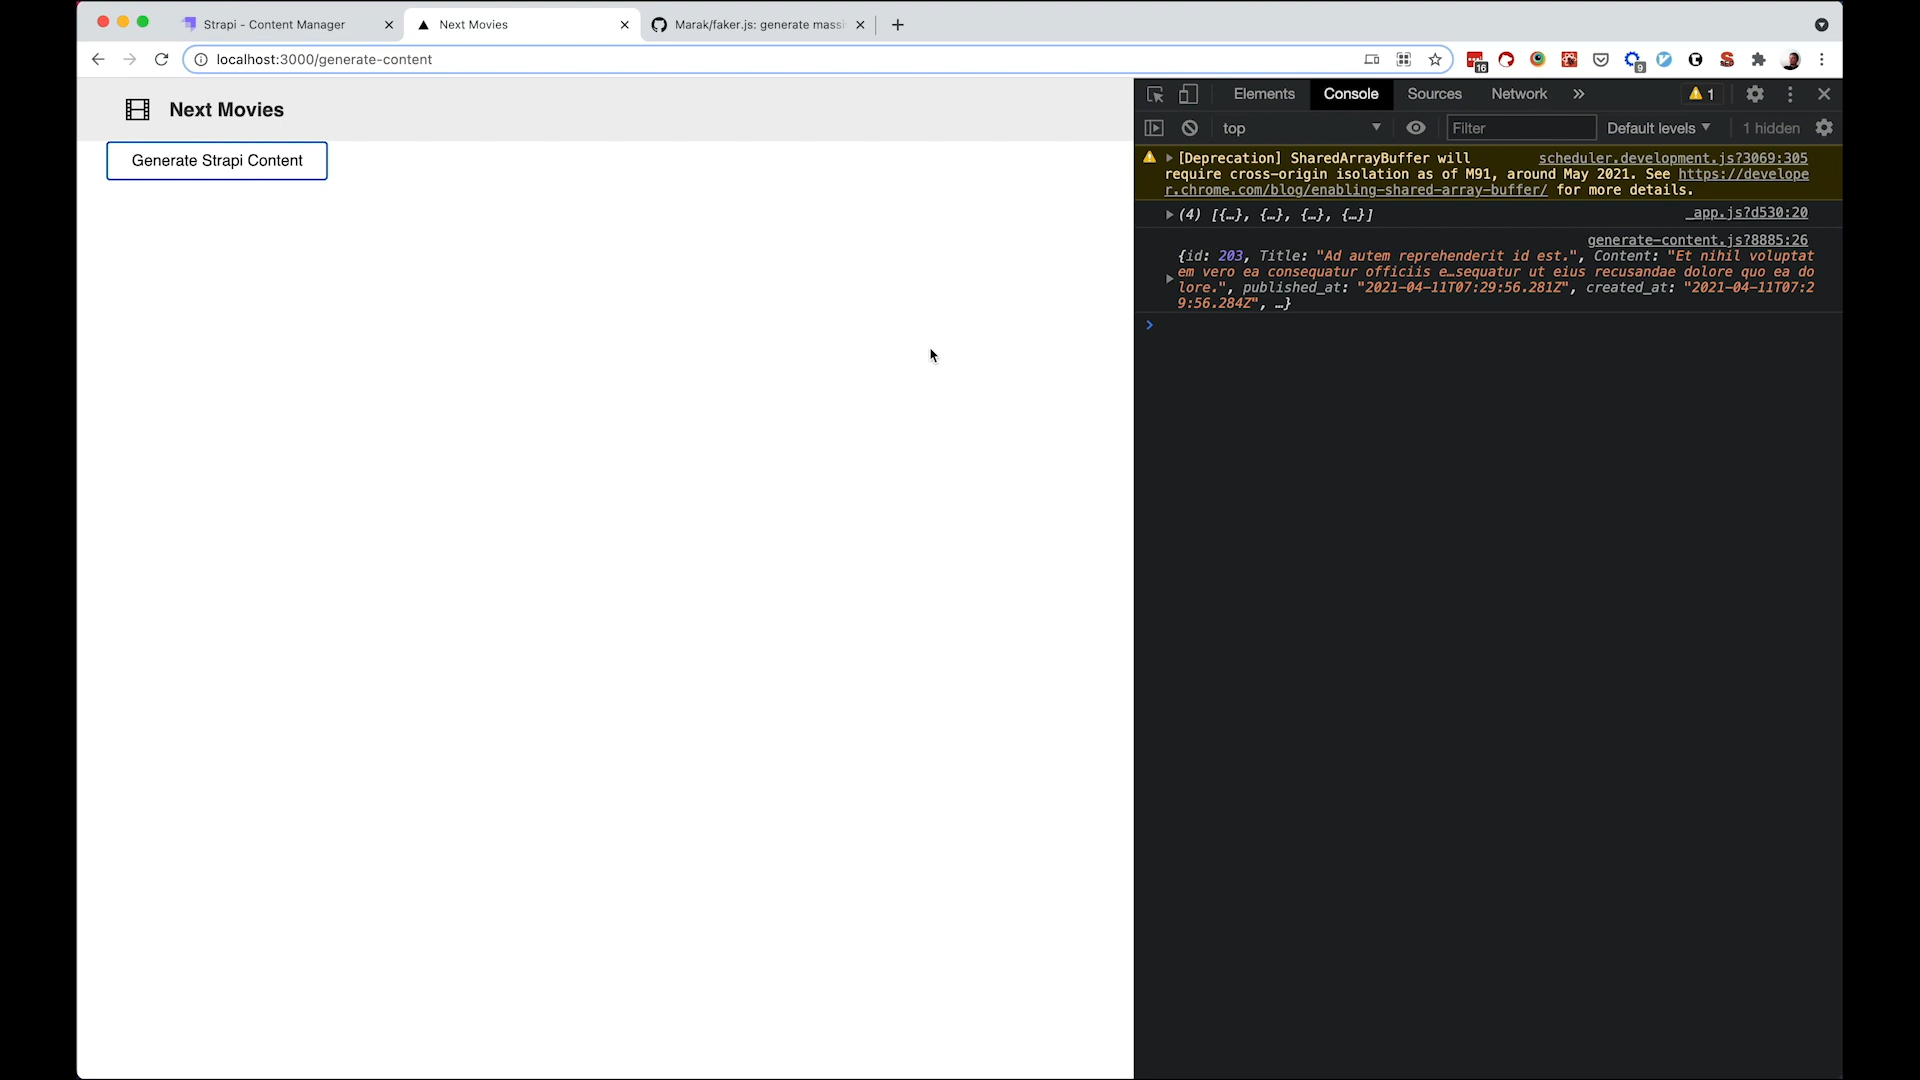 Strapi - Content Manager
Next Movies
Marak/faker.js: generate massi
localhost:3000/generate-content
16
9
Next Movies
Generate Strapi Content
Elements
Console
Sources
Network
1
top
Filter
Default levels
1 hidden
[Deprecation] SharedArrayBuffer will scheduler.development.js?3069:305
require cross-origin isolation as of M91, around May 2021. See https://develope
r.chrome.com/blog/enabling-shared-array-buffer/ for more details.
(4) [{…}, {…}, {…}, {…}] _app.js?d530:20
generate-content.js?8885:26
{id: 203, Title: "Ad autem reprehenderit id est.", Content: "Et nihil voluptat
em vero ea consequatur officiis e…sequatur ut eius recusandae dolore quo ea do
lore.", published_at: "2021-04-11T07:29:56.281Z", created_at: "2021-04-11T07:2
9:56.284Z", …}